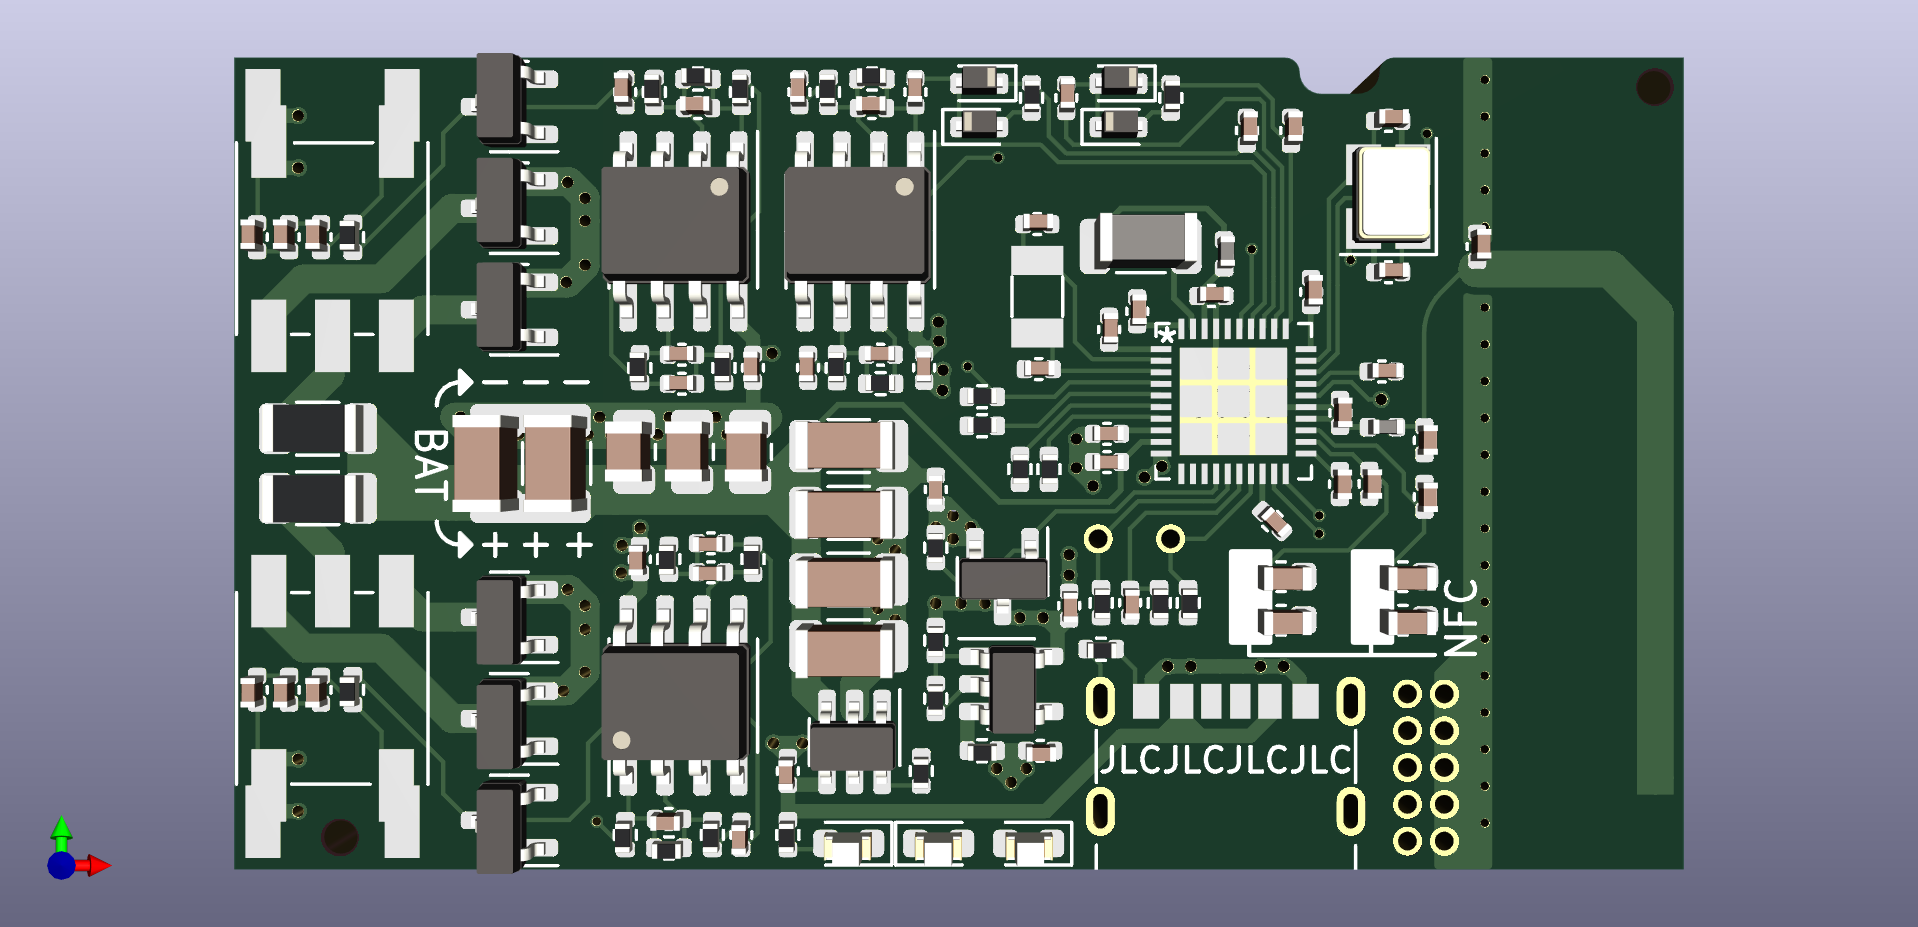 *
- - -
BAT
+ + +
NFC
JLCJLCJLCJLC